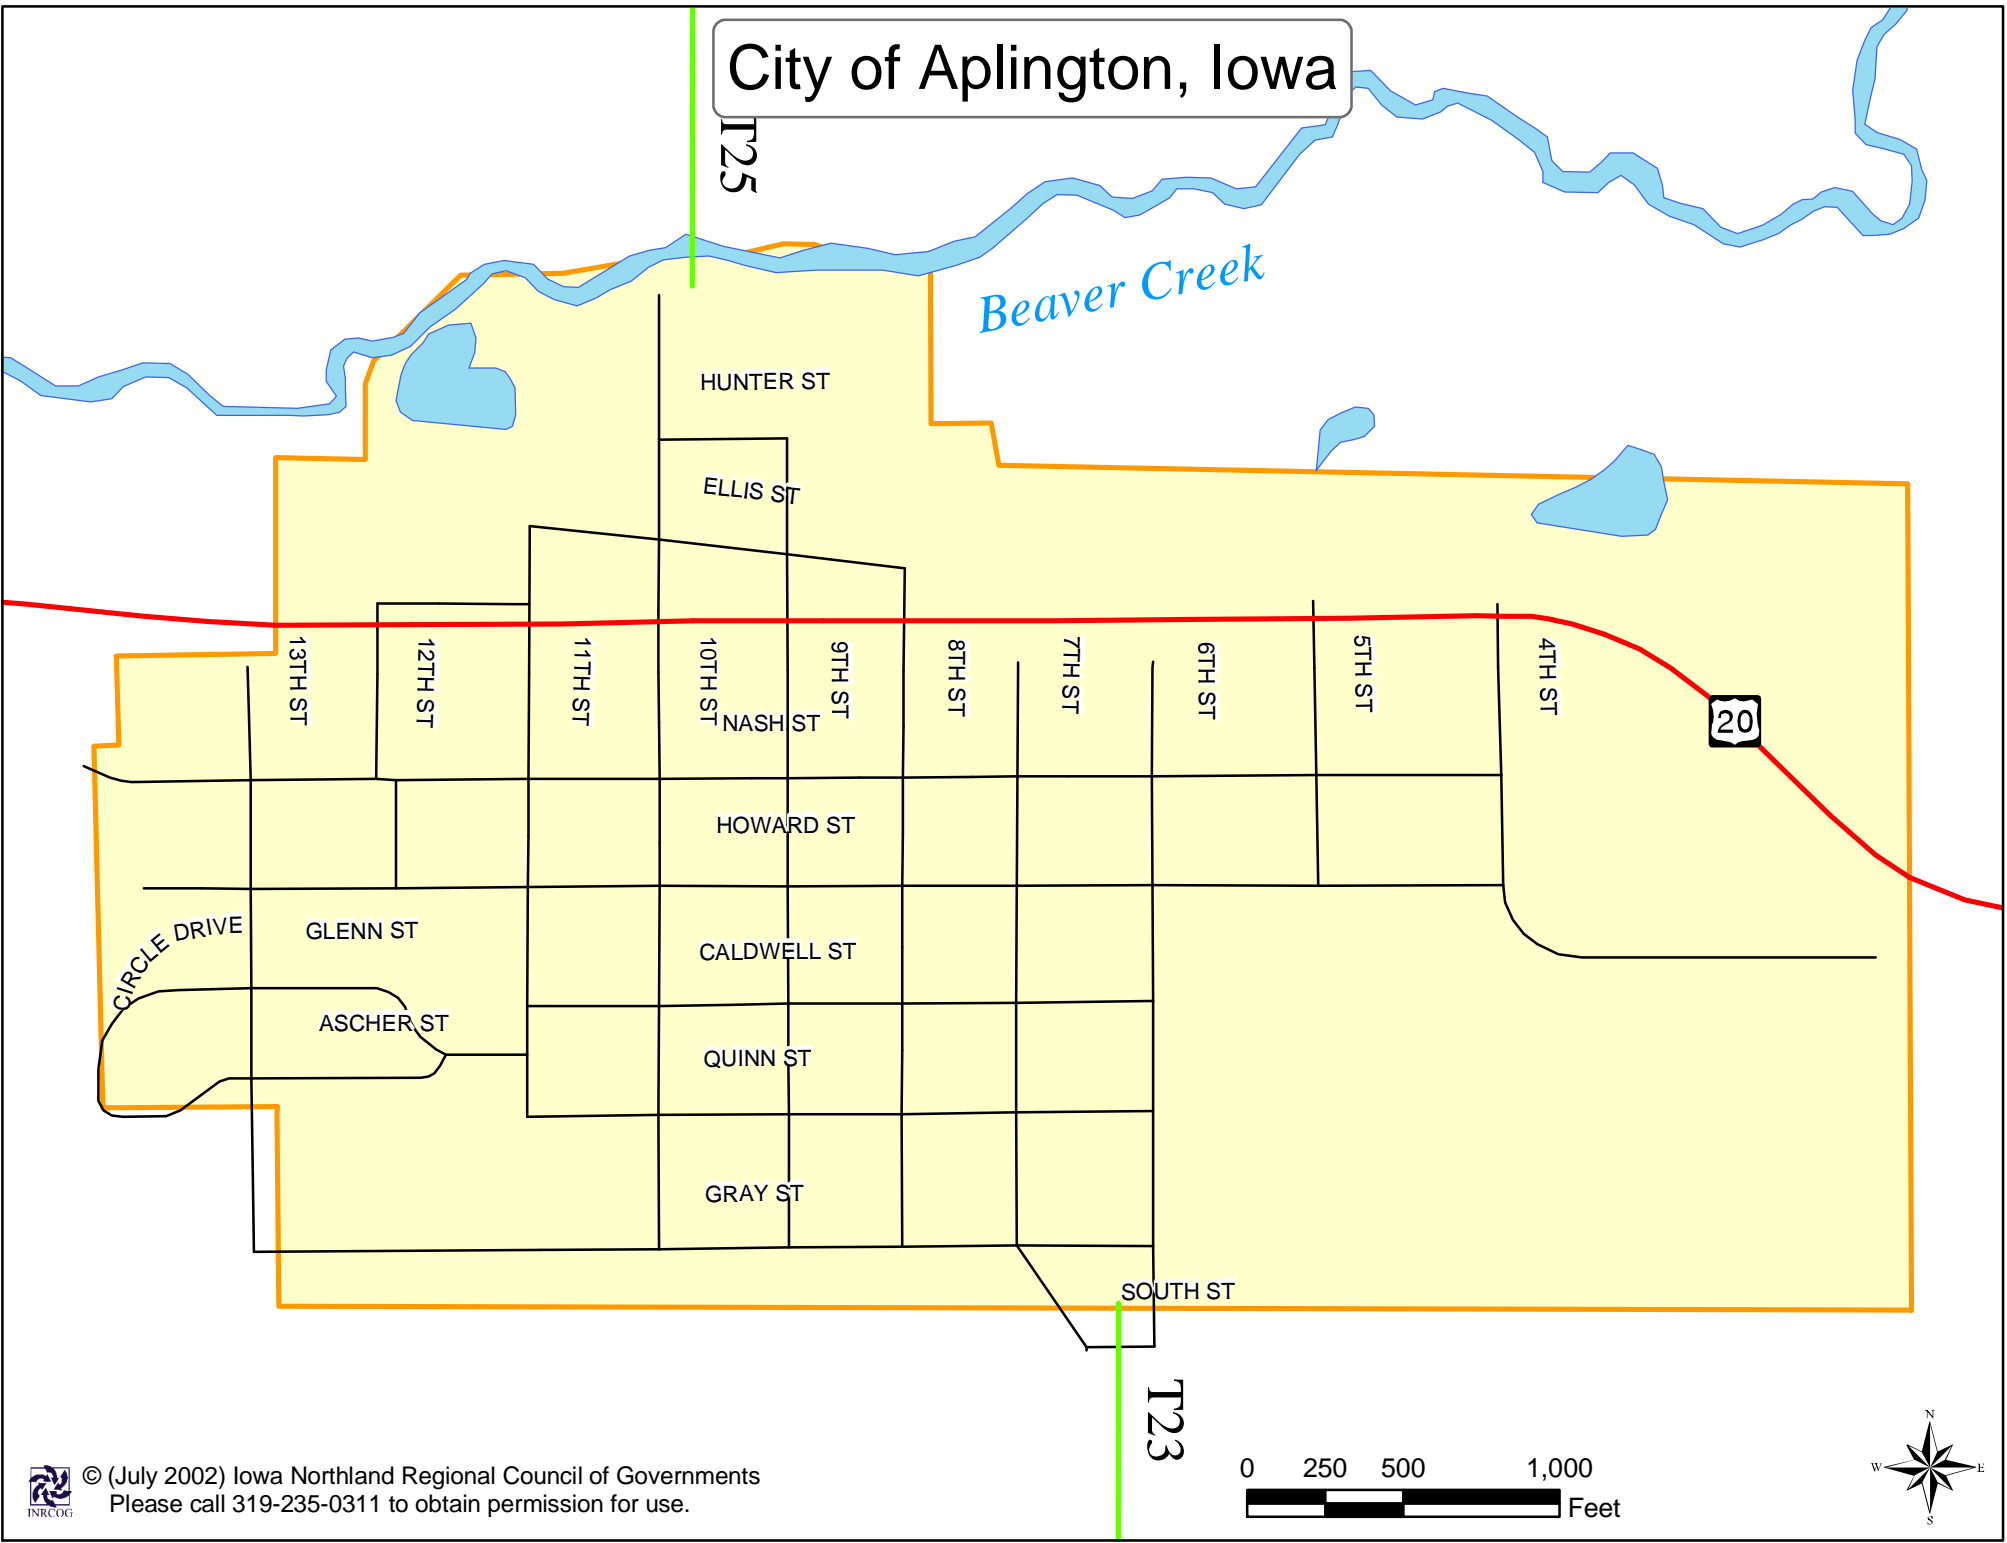 City of Aplington, Iowa
T25
Beaver Creek
HUNTER ST
ELLIS ST
13TH ST
12TH ST
11TH ST
10TH ST
9TH ST
8TH ST
7TH ST
6TH ST
5TH ST
4TH ST
NASH ST
20
HOWARD ST
CIRCLE DRIVE
GLENN ST
CALDWELL ST
ASCHER ST
QUINN ST
GRAY ST
SOUTH ST
T23
N
W
E
S
0 250 500 1,000
Feet
INRCOG
© (July 2002) Iowa Northland Regional Council of Governments
Please call 319-235-0311 to obtain permission for use.